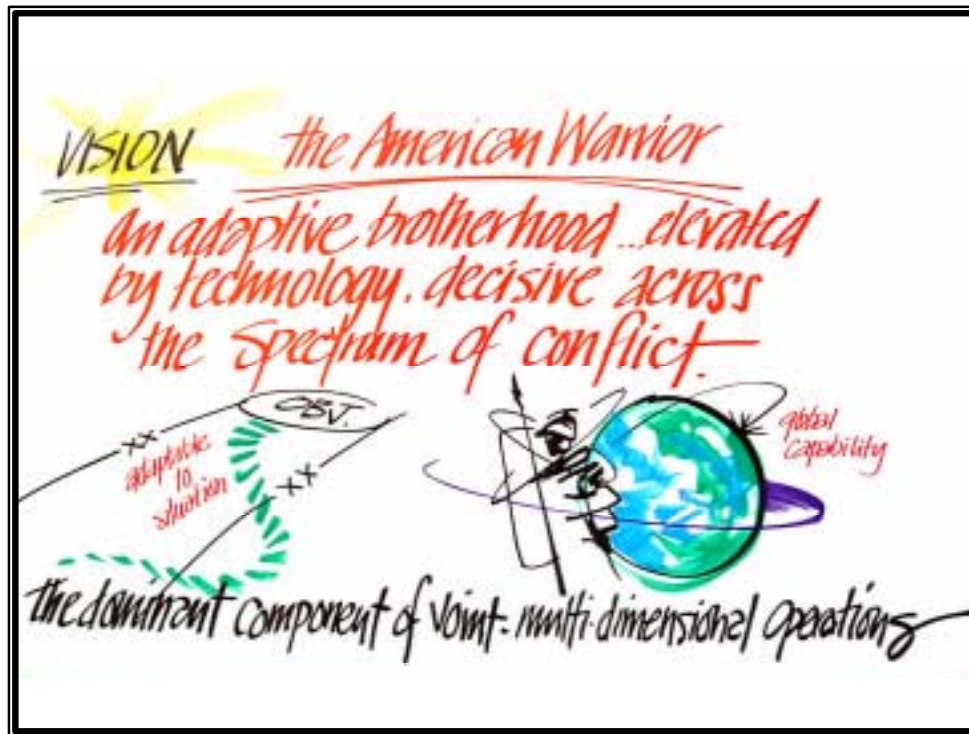 VISION the American Warrior
An adaptive brotherhood...elevated
by technology. decisive across
the Spectrum of conflict.
OBJ.
XX
XX
adaptable
to
situation
global
capability
the dominant component of Joint-multi-dimensional operations